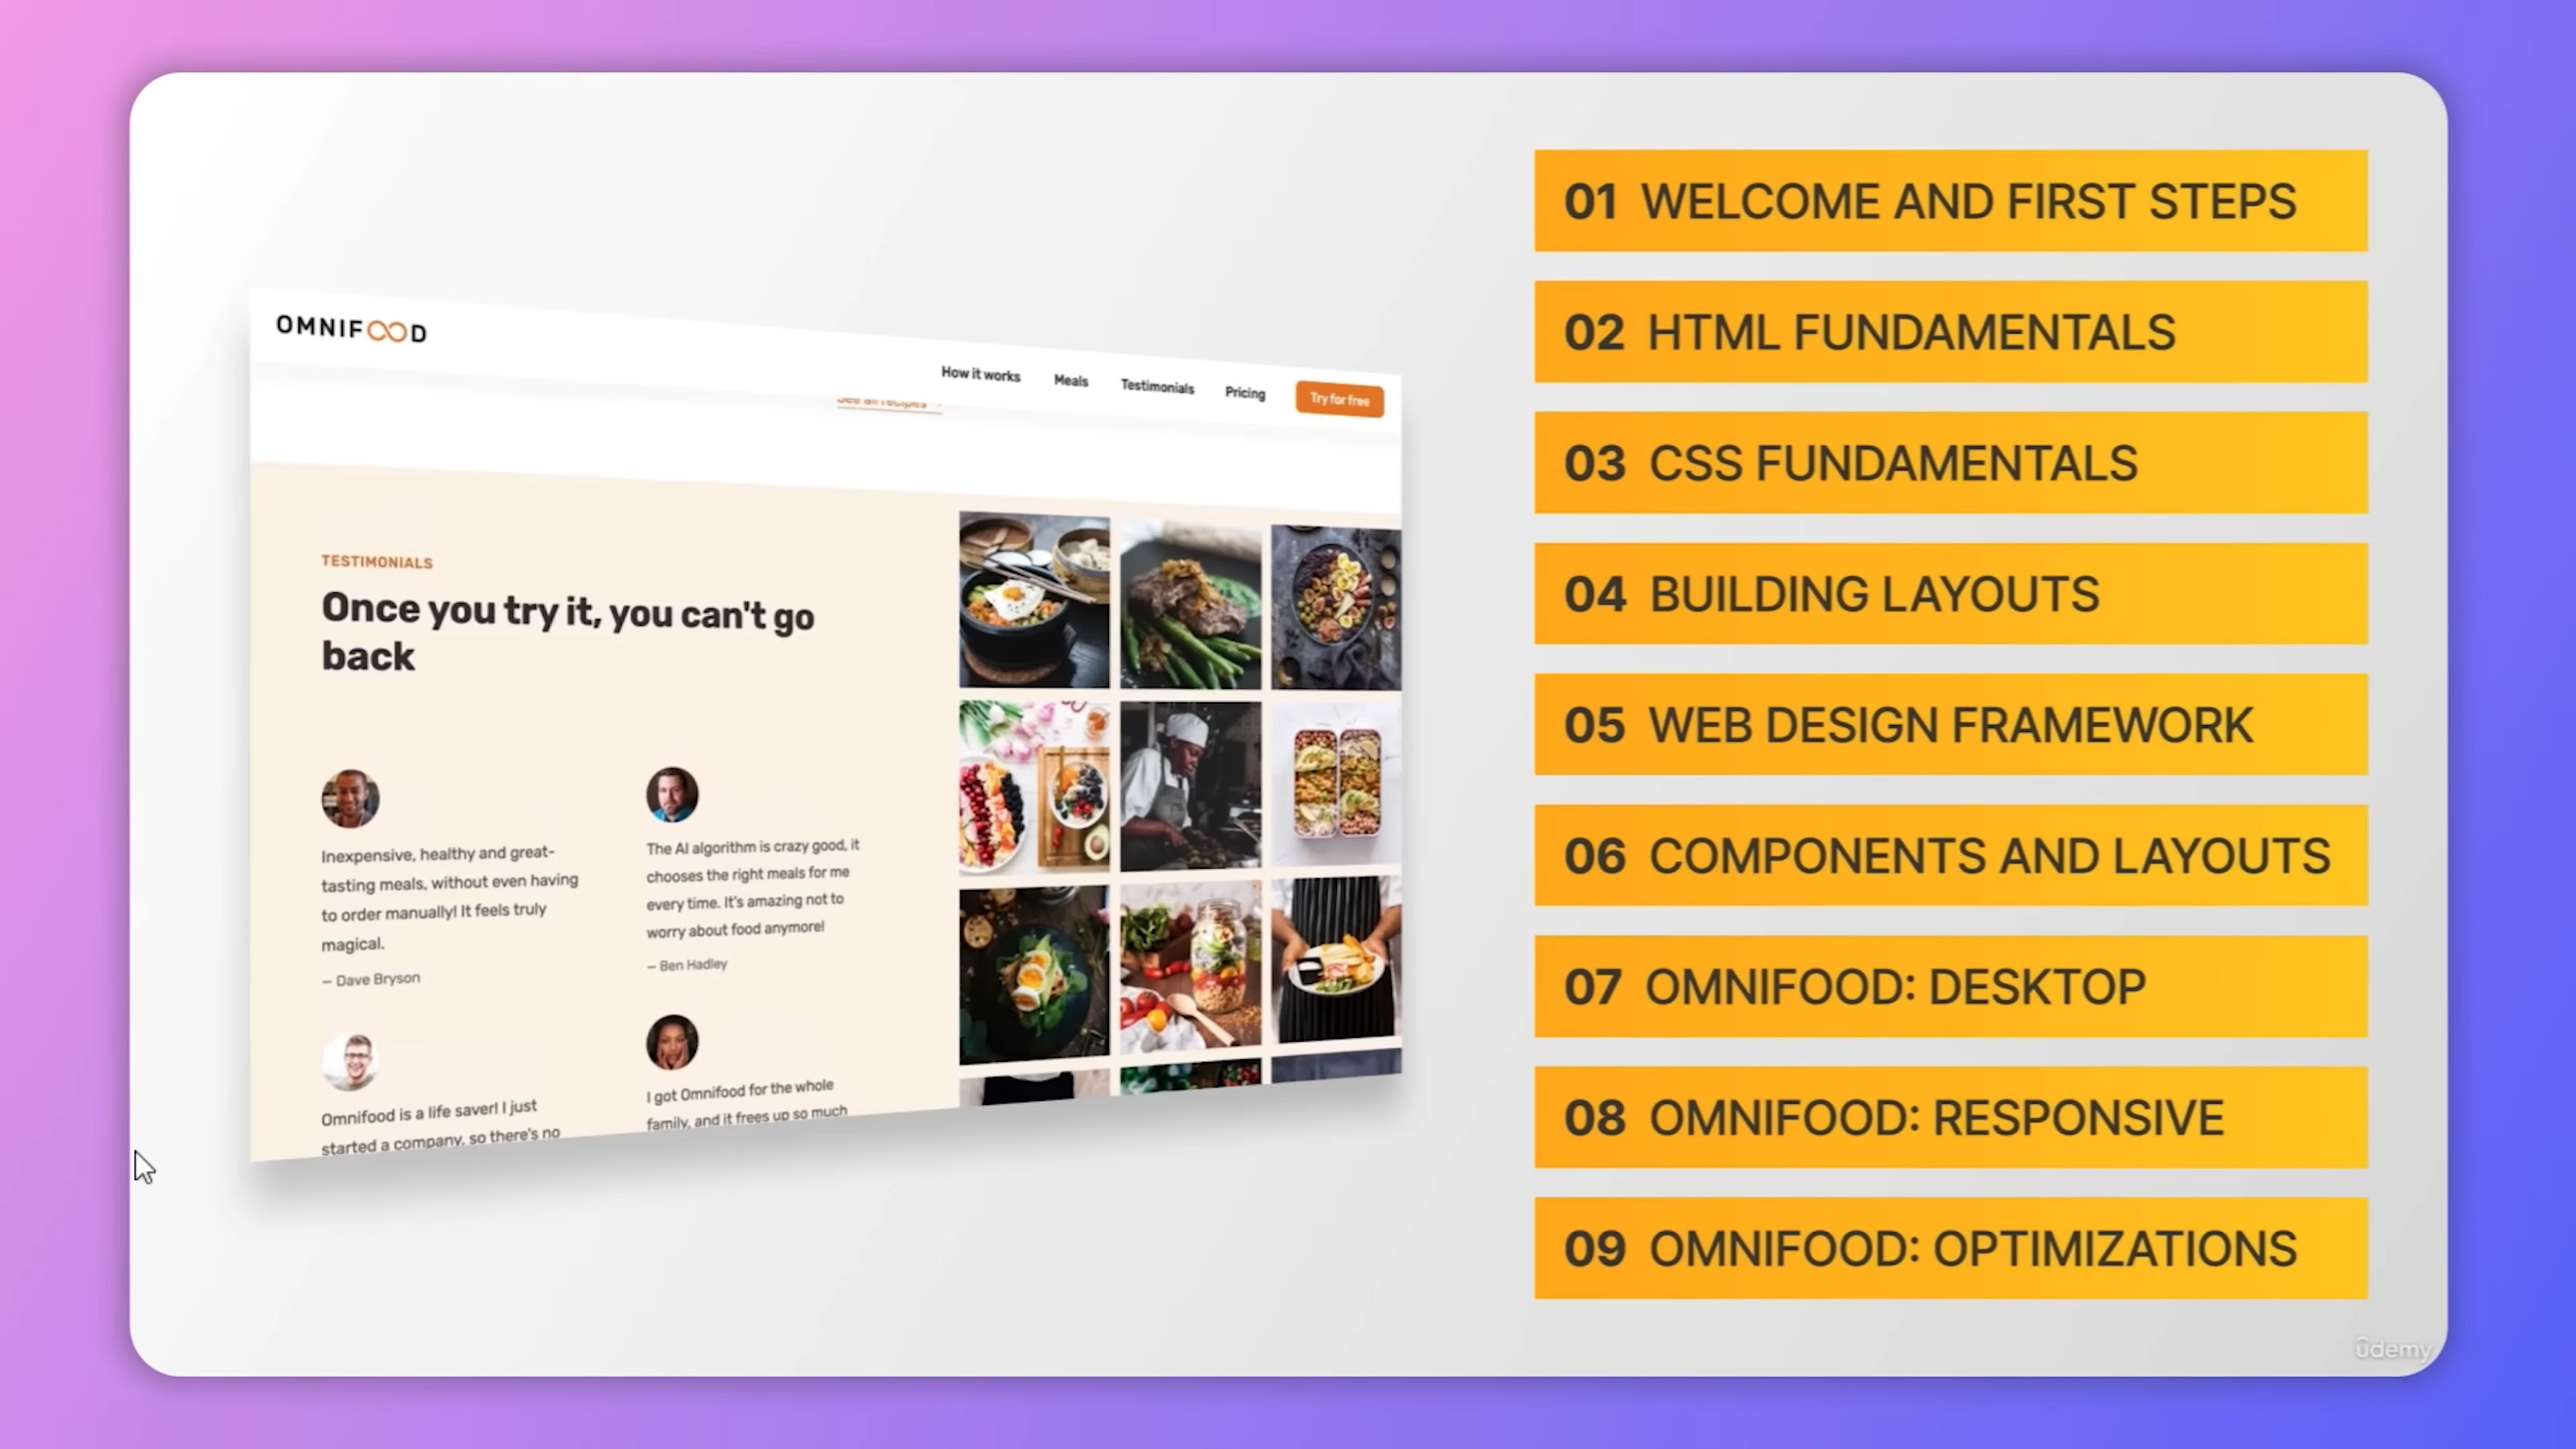 OMNIFOOD
How it works
Meals
Testimonials
Pricing
Try for free
See all recipes
TESTIMONIALS
Once you try it, you can't go
back
Inexpensive, healthy and great-
tasting meals, without even having
to order manually! It feels truly
magical.
– Dave Bryson
The AI algorithm is crazy good, it
chooses the right meals for me
every time. It's amazing not to
worry about food anymore!
– Ben Hadley
Omnifood is a life saver! I just
started a company, so there's no
I got Omnifood for the whole
family, and it frees up so much
01 WELCOME AND FIRST STEPS
02 HTML FUNDAMENTALS
03 CSS FUNDAMENTALS
04 BUILDING LAYOUTS
05 WEB DESIGN FRAMEWORK
06 COMPONENTS AND LAYOUTS
07 OMNIFOOD: DESKTOP
08 OMNIFOOD: RESPONSIVE
09 OMNIFOOD: OPTIMIZATIONS
ûdemy